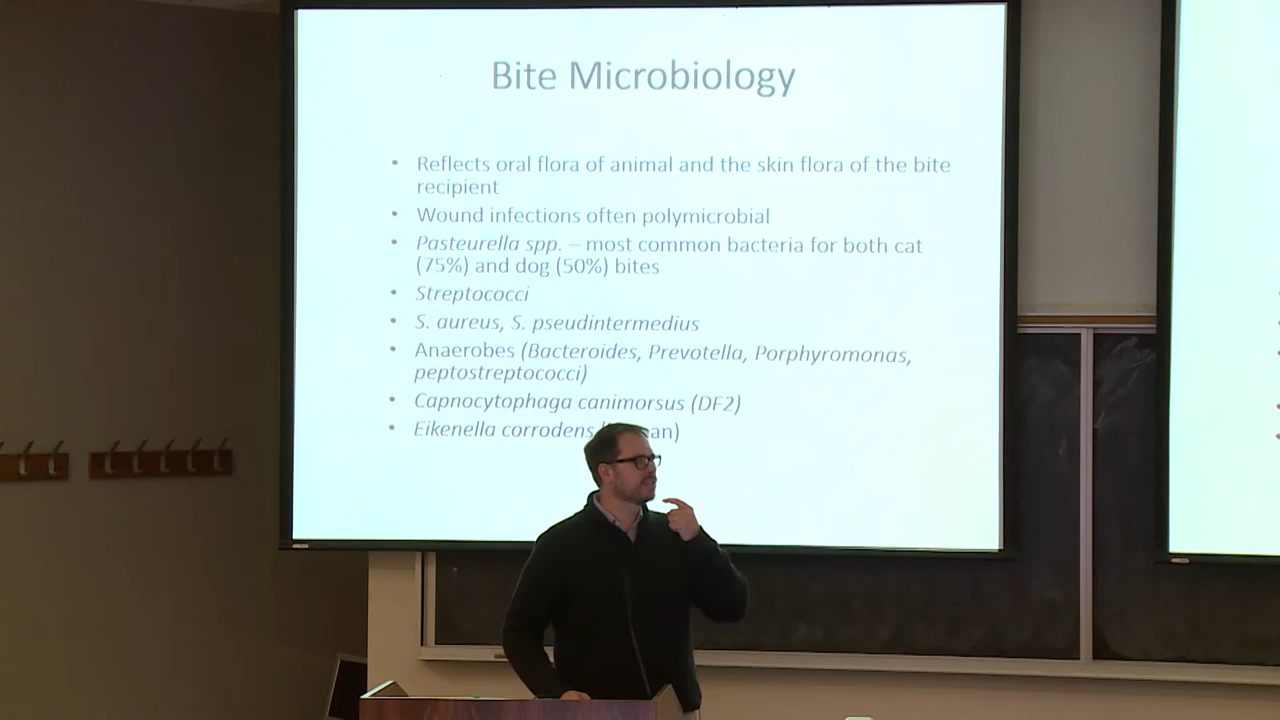 Bite Microbiology
• Reflects oral flora of animal and the skin flora of the bite
recipient
• Wound infections often polymicrobial
• Pasteurella spp. – most common bacteria for both cat
(75%) and dog (50%) bites
• Streptococci
• S. aureus, S. pseudintermedius
• Anaerobes (Bacteroides, Prevotella, Porphyromonas,
peptostreptococci)
• Capnocytophaga canimorsus (DF2)
• Eikenella corrodens